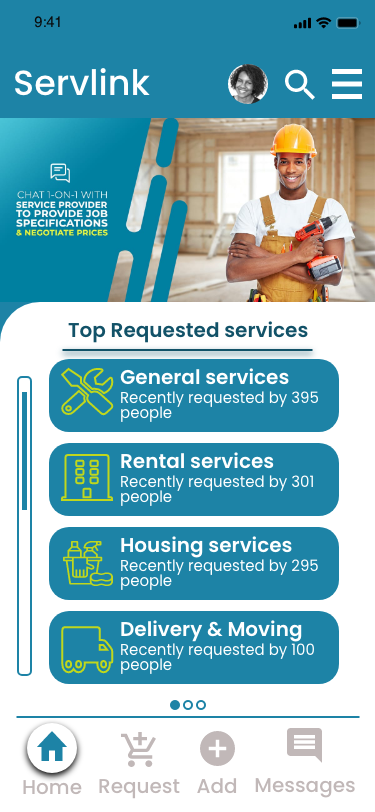 9:41
Servlink
CHAT 1-ON-1 WITH
SERVICE PROVIDER
TO PROVIDE JOB
SPECIFICATIONS
& NEGOTIATE PRICES
Top Requested services
General services
Recently requested by 395
people
Rental services
Recently requested by 301
people
Housing services
Recently requested by 295
people
Delivery & Moving
Recently requested by 100
people
Home
Request
Add
Messages